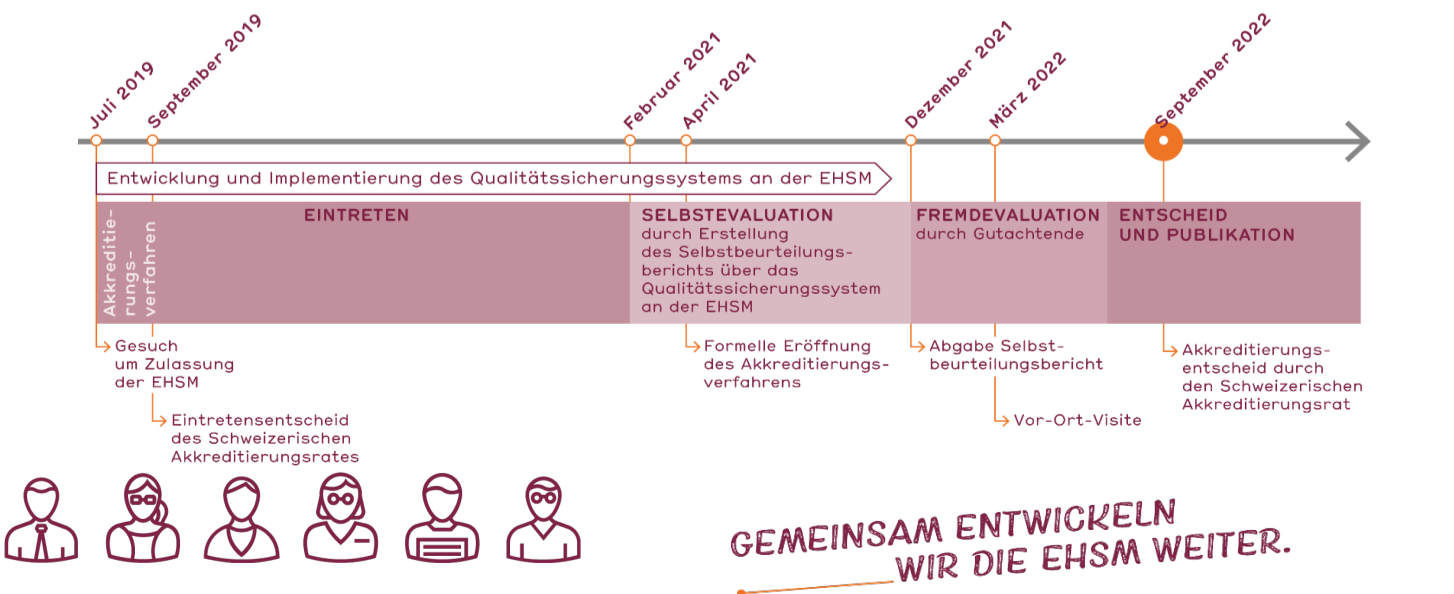 Juli 2019
September 2019
Februar 2021
April 2021
Dezember 2021
März 2022
September 2022
Entwicklung und Implementierung des Qualitätssicherungssystems an der EHSM
Akkreditie-
rungs-
verfahren
EINTRETEN
SELBSTEVALUATION
durch Erstellung
des Selbstbeurteilungs-
berichts über das
Qualitätssicherungssystem
an der EHSM
FREMDEVALUATION
durch Gutachtende
ENTSCHEID
UND PUBLIKATION
Gesuch
um Zulassung
der EHSM
Eintretensentscheid
des Schweizerischen
Akkreditierungsrates
Formelle Eröffnung
des Akkreditierungs-
verfahrens
Abgabe Selbst-
beurteilungsbericht
Vor-Ort-Visite
Akkreditierungs-
entscheid durch
den Schweizerischen
Akkreditierungsrat
GEMEINSAM ENTWICKELN
WIR DIE EHSM WEITER.